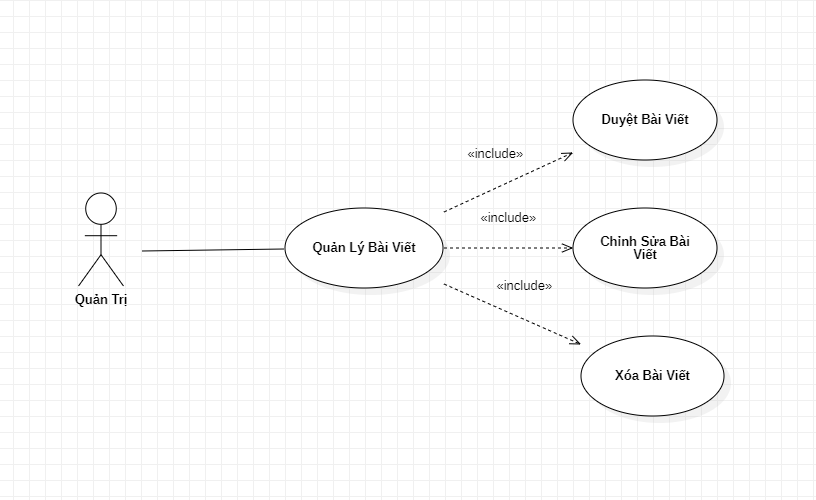 Duyệt Bài Viết
«include»
«include»
Quản Lý Bài Viết
Chỉnh Sửa Bài
Viết
«include»
Quản Trị
Xóa Bài Viết